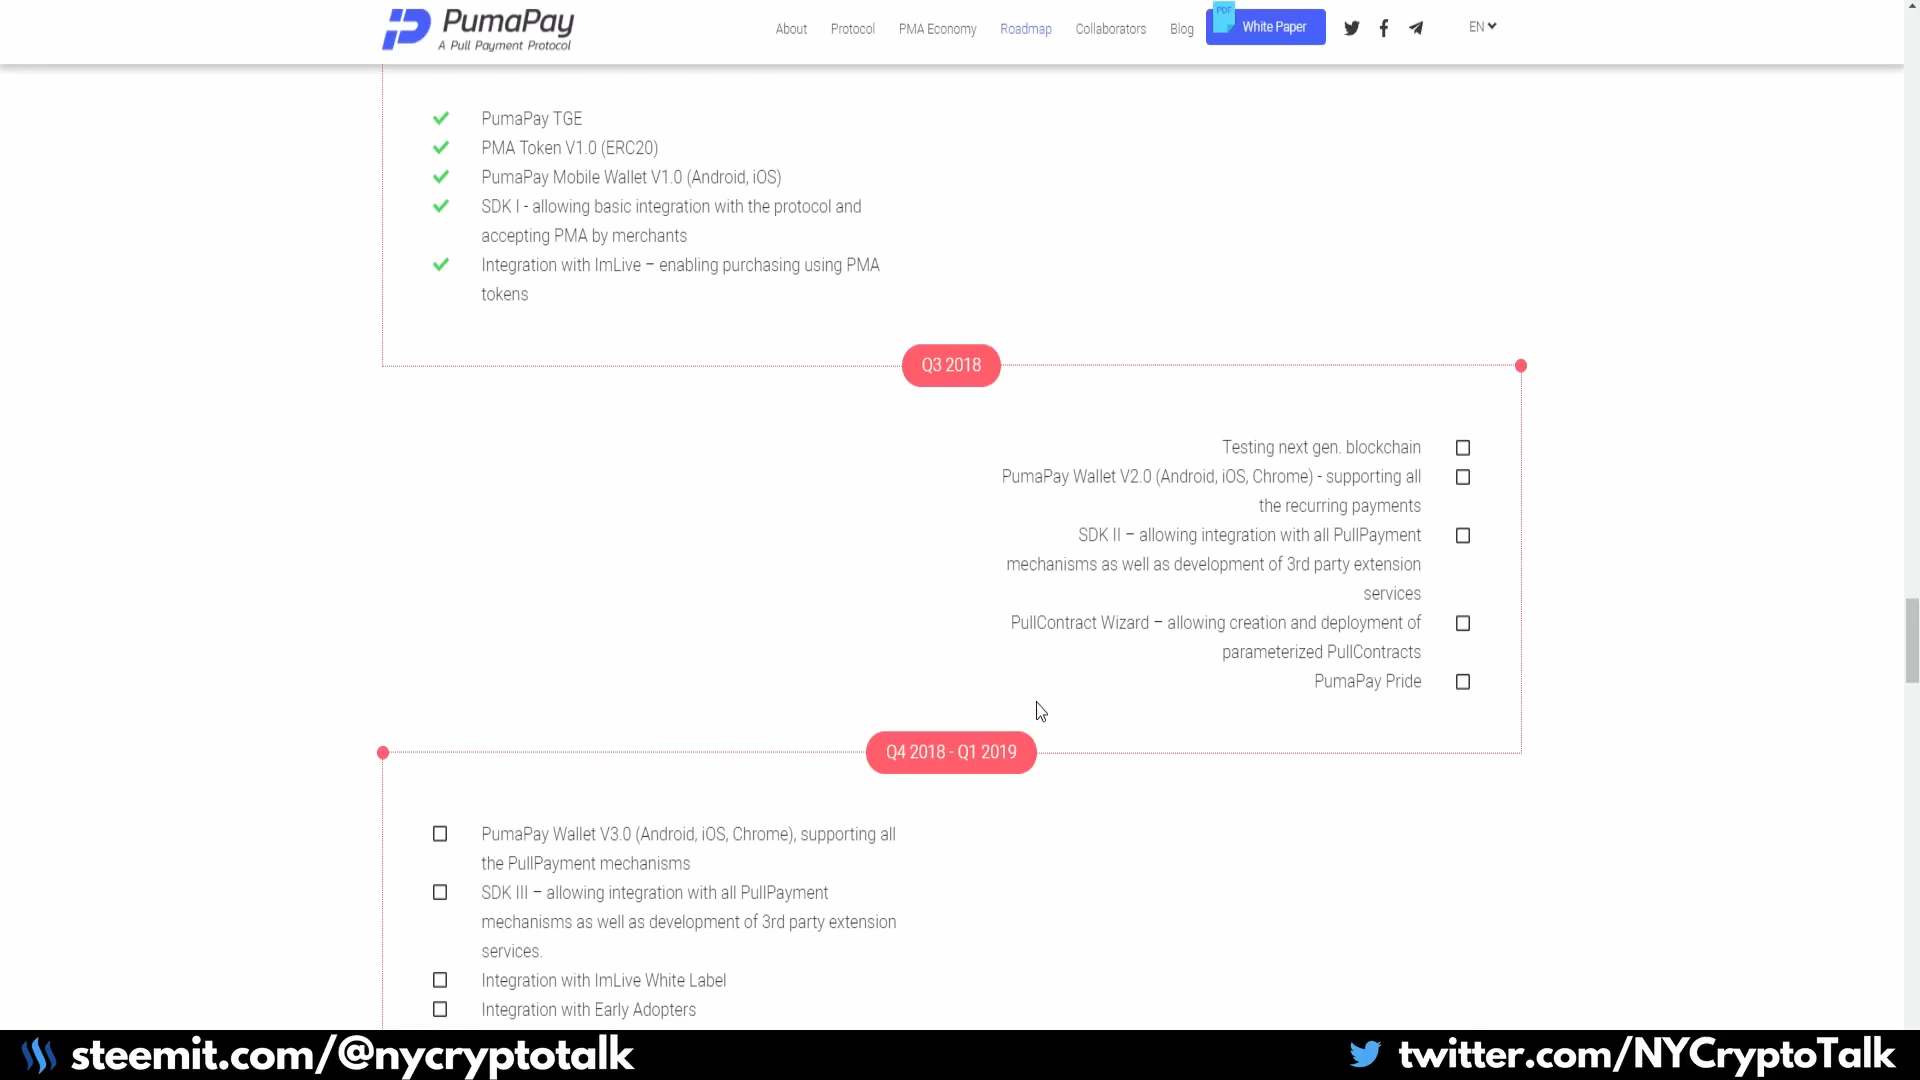 PumaPay
A Pull Payment Protocol
About
Protocol
PMA Economy
Roadmap
Collaborators
Blog
PDF
White Paper
EN
PumaPay TGE
PMA Token V1.0 (ERC20)
PumaPay Mobile Wallet V1.0 (Android, iOS)
SDK I - allowing basic integration with the protocol and
accepting PMA by merchants
Integration with ImLive – enabling purchasing using PMA
tokens
Q3 2018
Testing next gen. blockchain
PumaPay Wallet V2.0 (Android, iOS, Chrome) - supporting all
the recurring payments
SDK II – allowing integration with all PullPayment
mechanisms as well as development of 3rd party extension
services
PullContract Wizard – allowing creation and deployment of
parameterized PullContracts
PumaPay Pride
Q4 2018 - Q1 2019
PumaPay Wallet V3.0 (Android, iOS, Chrome), supporting all
the PullPayment mechanisms
SDK III – allowing integration with all PullPayment
mechanisms as well as development of 3rd party extension
services.
Integration with ImLive White Label
Integration with Early Adopters
steemit.com/@nycryptotalk
twitter.com/NYCryptoTalk